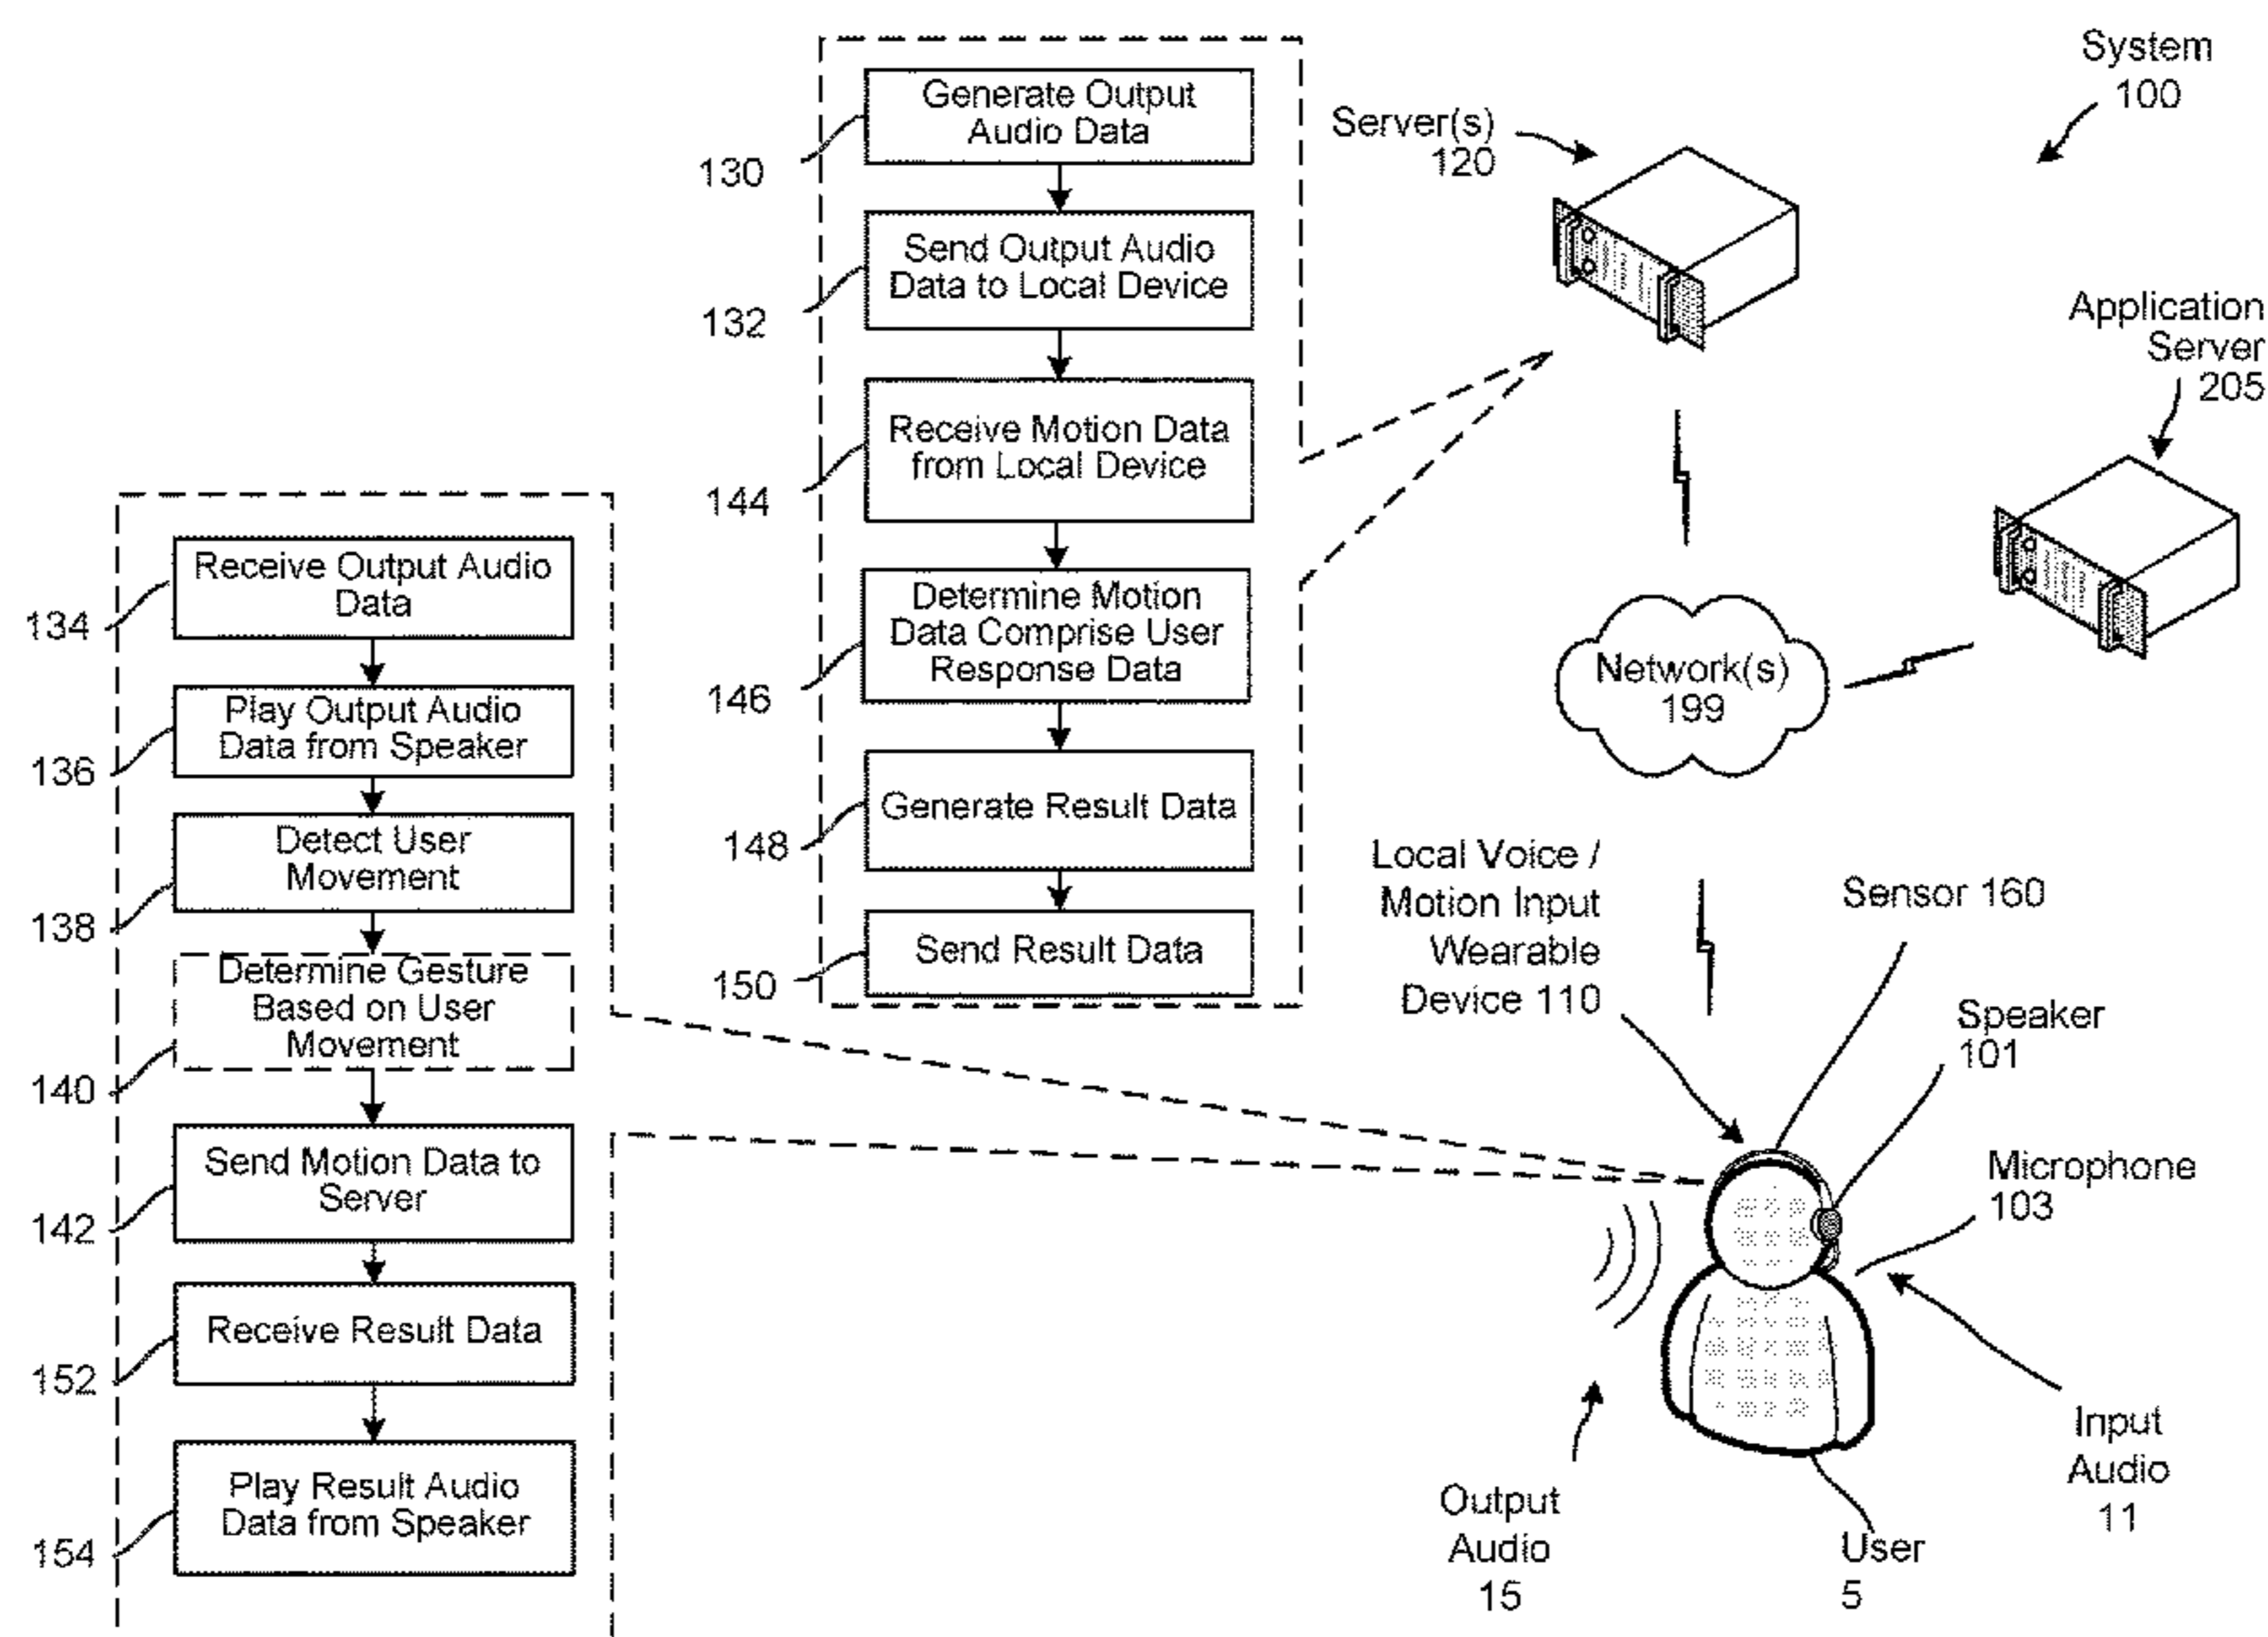 Generate Output
Audio Data
130
Send Output Audio
Data to Local Device
132
Receive Motion Data
from Local Device
144
Determine Motion
Data Comprise User
Response Data
146
Generate Result Data
148
Send Result Data
150
Receive Output Audio
Data
134
Play Output Audio
Data from Speaker
136
Detect User
Movement
138
Determine Gesture
Based on User
Movement
140
Send Motion Data to
Server
142
Receive Result Data
152
Play Result Audio
Data from Speaker
154
System
100
Server(s)
120
Application
Server
205
Network(s)
199
Local Voice /
Motion Input
Wearable
Device 110
Sensor 160
Speaker
101
Microphone
103
Input
Audio
11
Output
Audio
15
User
5